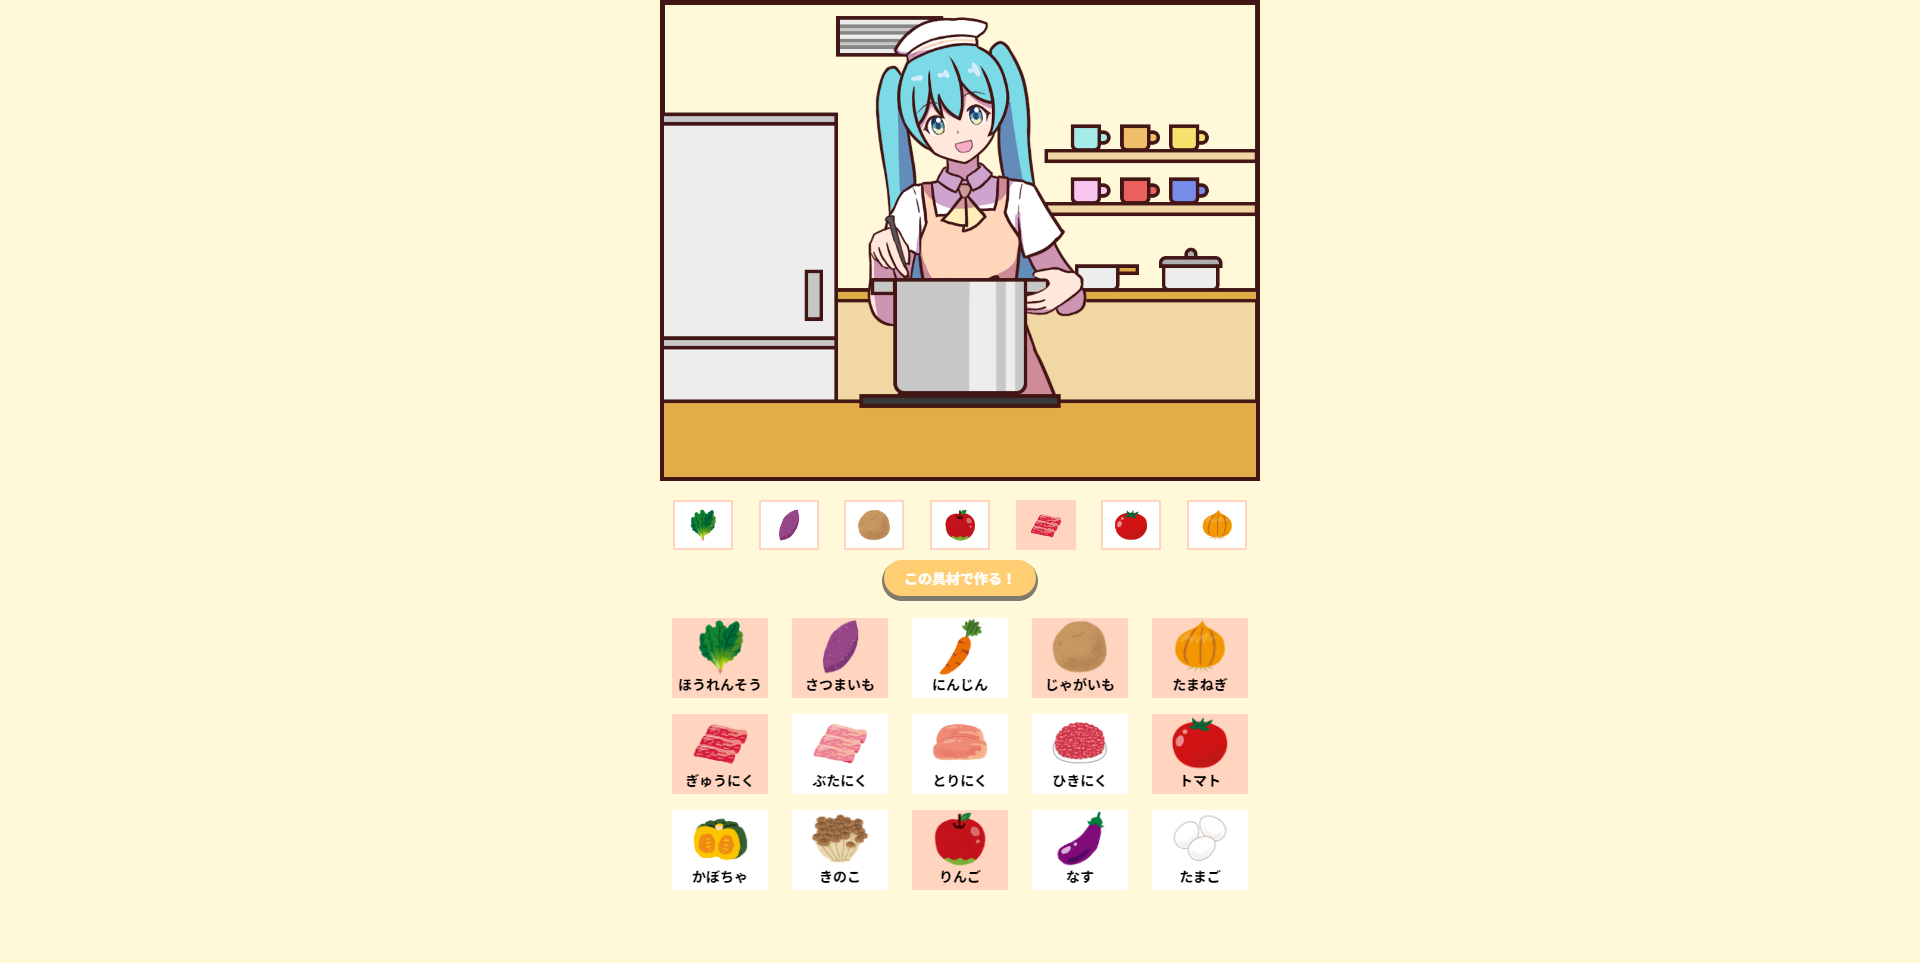 この具材で作る！
ほうれんそう
さつまいも
にんじん
じゃがいも
たまねぎ
ぎゅうにく
ぶたにく
とりにく
ひきにく
トマト
かぼちゃ
きのこ
りんご
なす
たまご